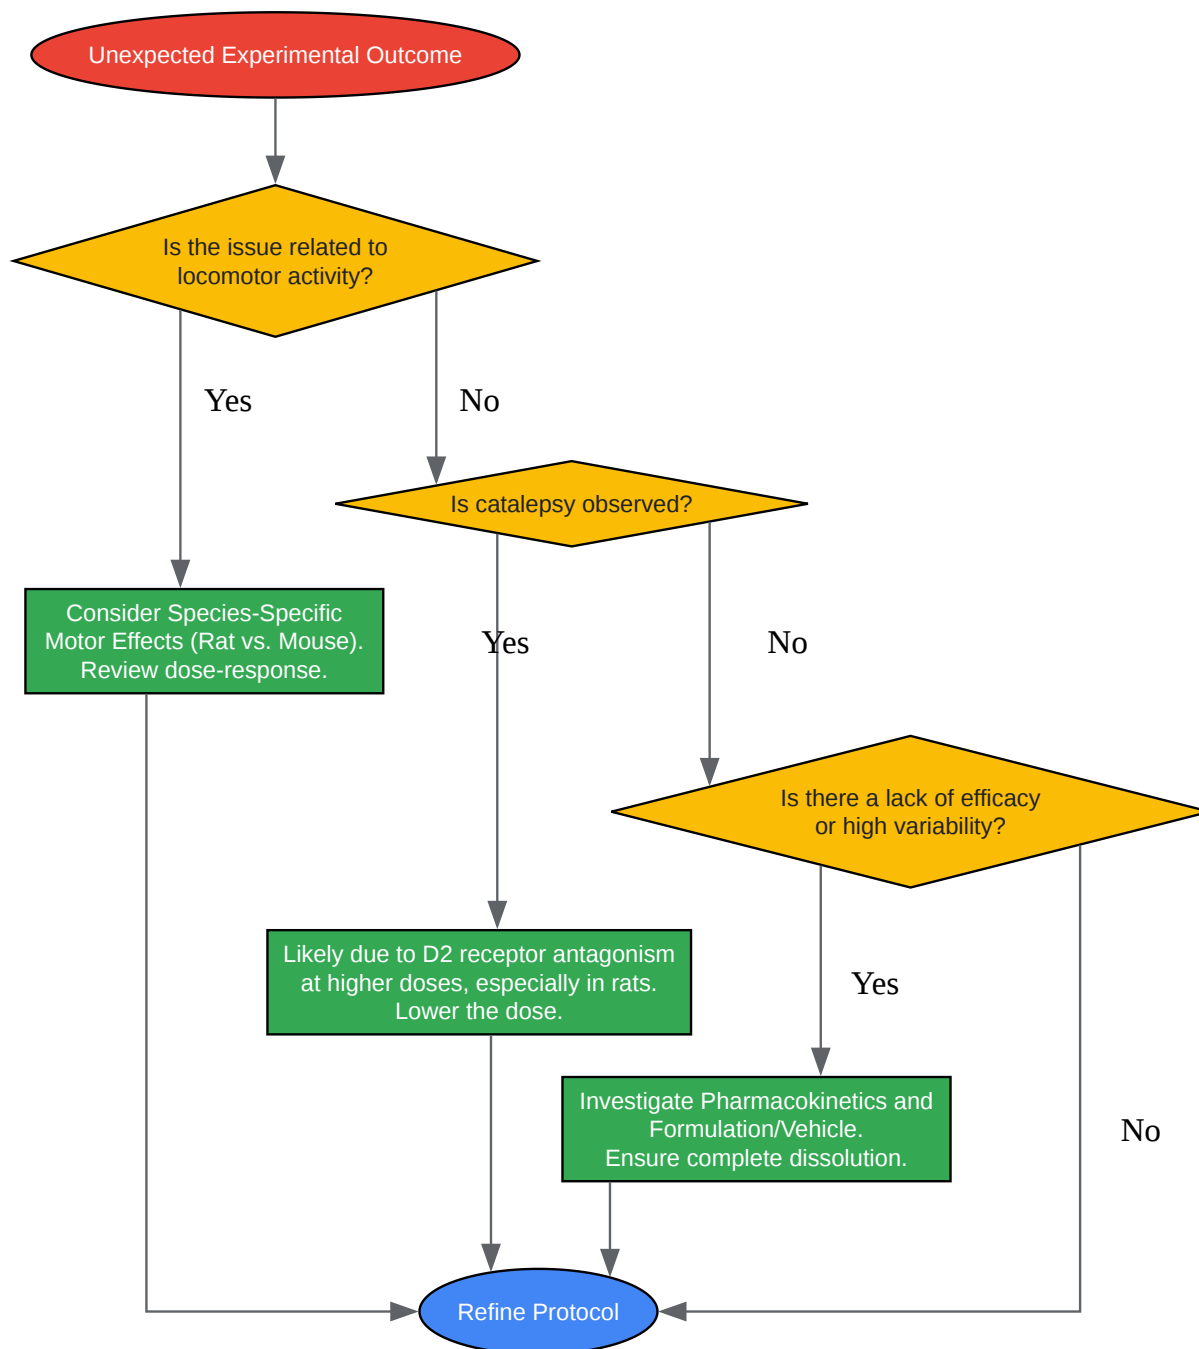 Unexpected Experimental Outcome
Is the issue related to
locomotor activity?
Yes
No
Is catalepsy observed?
Consider Species-Specific
Motor Effects (Rat vs. Mouse).
Review dose-response.
Yes
No
Is there a lack of efficacy
or high variability?
Likely due to D2 receptor antagonism
at higher doses, especially in rats.
Lower the dose.
Yes
Investigate Pharmacokinetics and
Formulation/Vehicle.
Ensure complete dissolution.
No
Refine Protocol